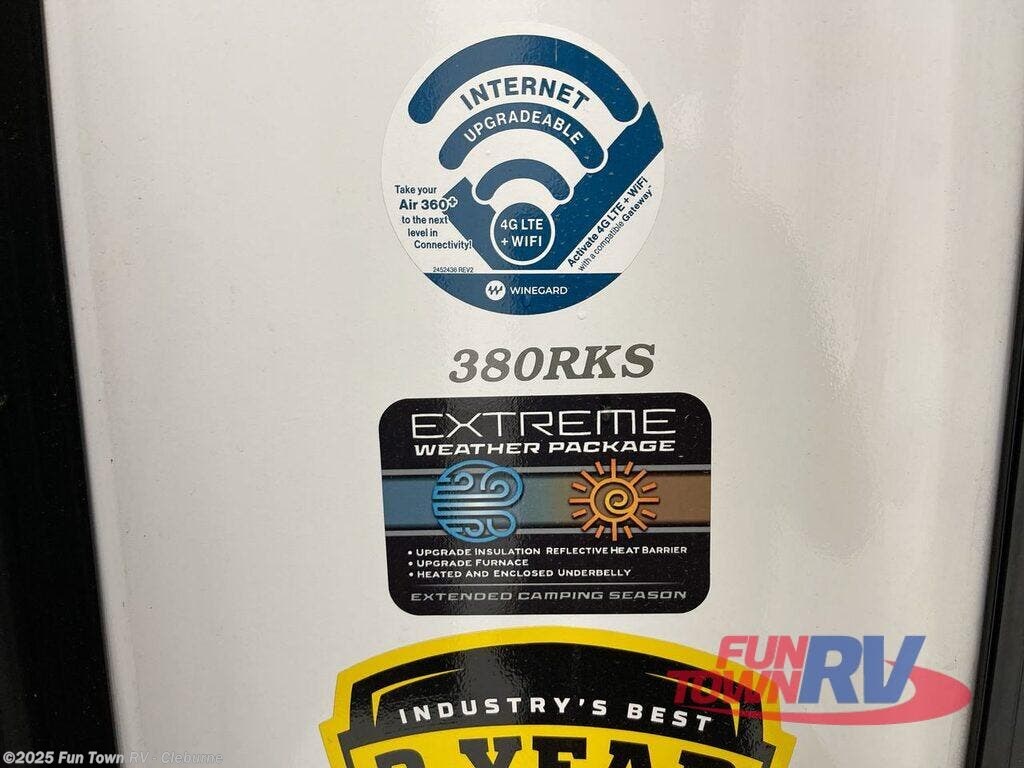 INTERNET
UPGRADEABLE
Take your
Air 360+
to the next
level in
Connectivity!
4G LTE
+ WIFI
Activate 4G LTE + WiFi
with a compatible Gateway™
2452436 REV2
WINEGARD
380RKS
EXTREME
WEATHER PACKAGE
• UPGRADE INSULATION REFLECTIVE HEAT BARRIER
• UPGRADE FURNACE
• HEATED AND ENCLOSED UNDERBELLY
EXTENDED CAMPING SEASON
INDUSTRY'S BEST
YEAR
FUN
TOWN RV
©2025 Fun Town RV - Cleburne